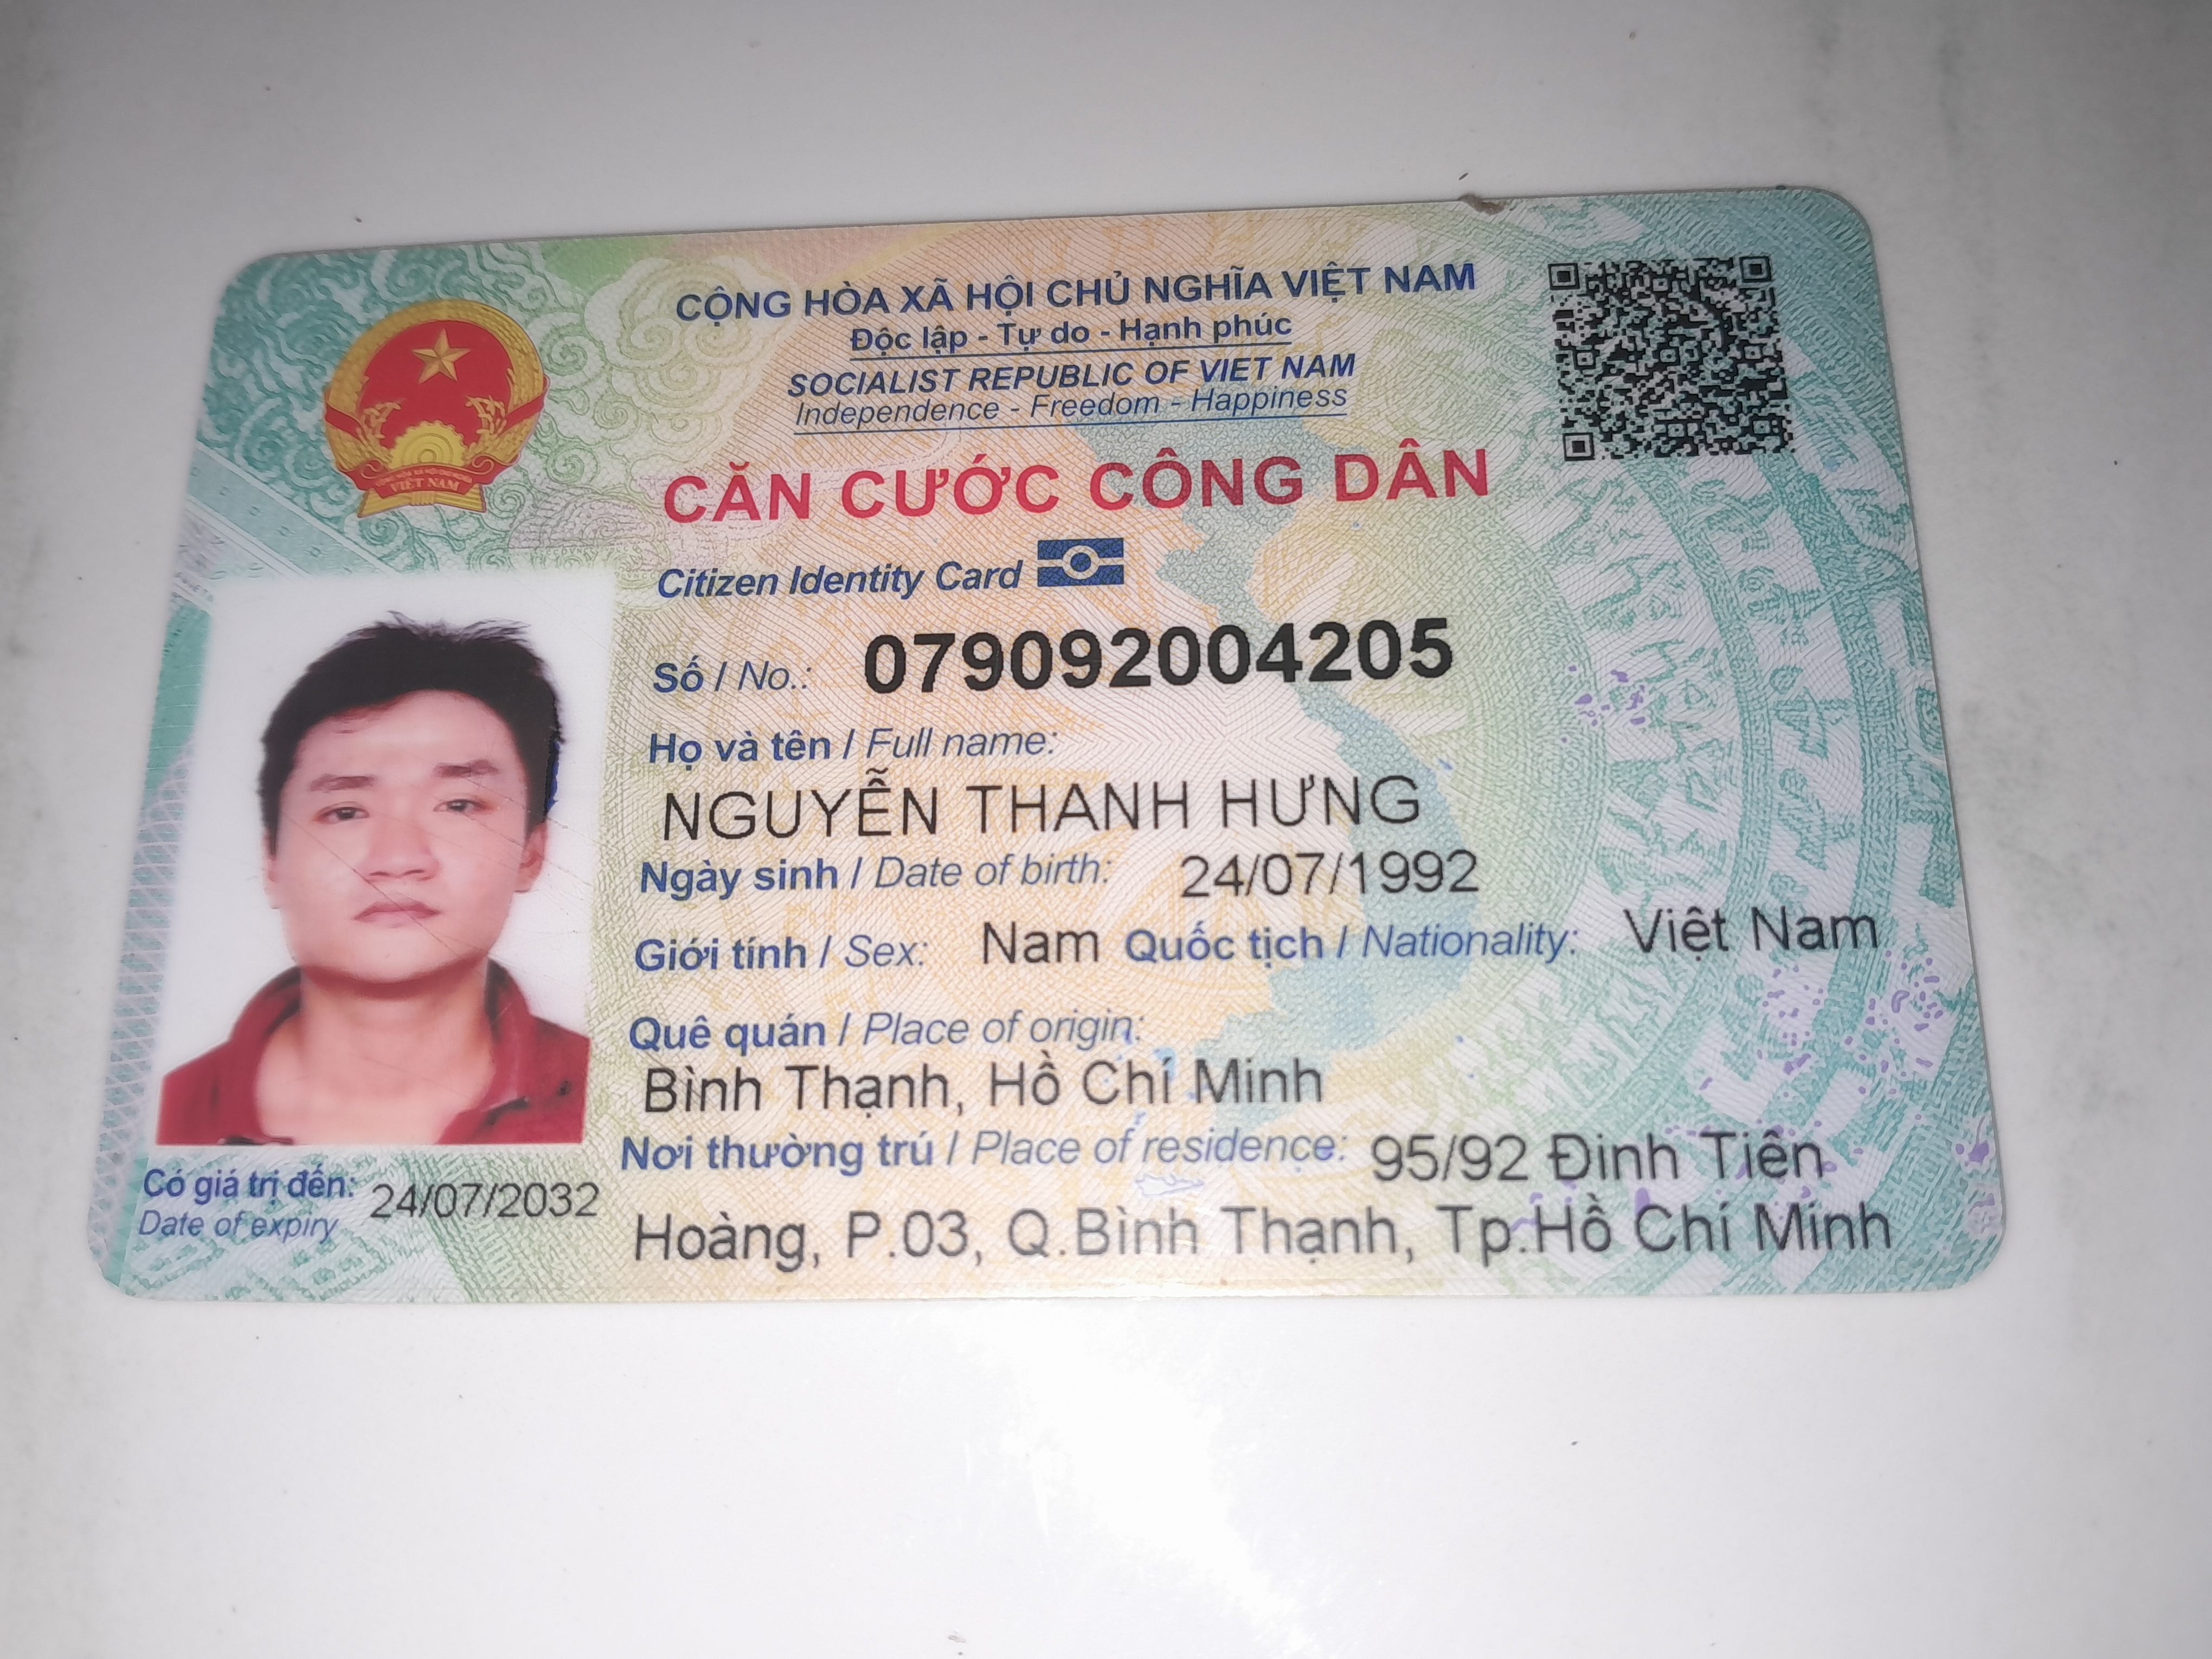 CỘNG HÒA XÃ HỘI CHỦ NGHĨA VIỆT NAM
Độc lập - Tự do - Hạnh phúc
SOCIALIST REPUBLIC OF VIET NAM
Independence - Freedom - Happiness
CĂN CƯỚC CÔNG DÂN
Citizen Identity Card
VIỆT NAM
Số / No.: 079092004205
Họ và tên / Full name:
NGUYỄN THANH HƯNG
Ngày sinh / Date of birth: 24/07/1992
Giới tính / Sex: Nam Quốc tịch / Nationality: Việt Nam
Quê quán / Place of origin:
Bình Thạnh, Hồ Chí Minh
Nơi thường trú / Place of residence: 95/92 Đinh Tiên
Hoàng, P.03, Q.Bình Thạnh, Tp.Hồ Chí Minh
Có giá trị đến: 24/07/2032
Date of expiry